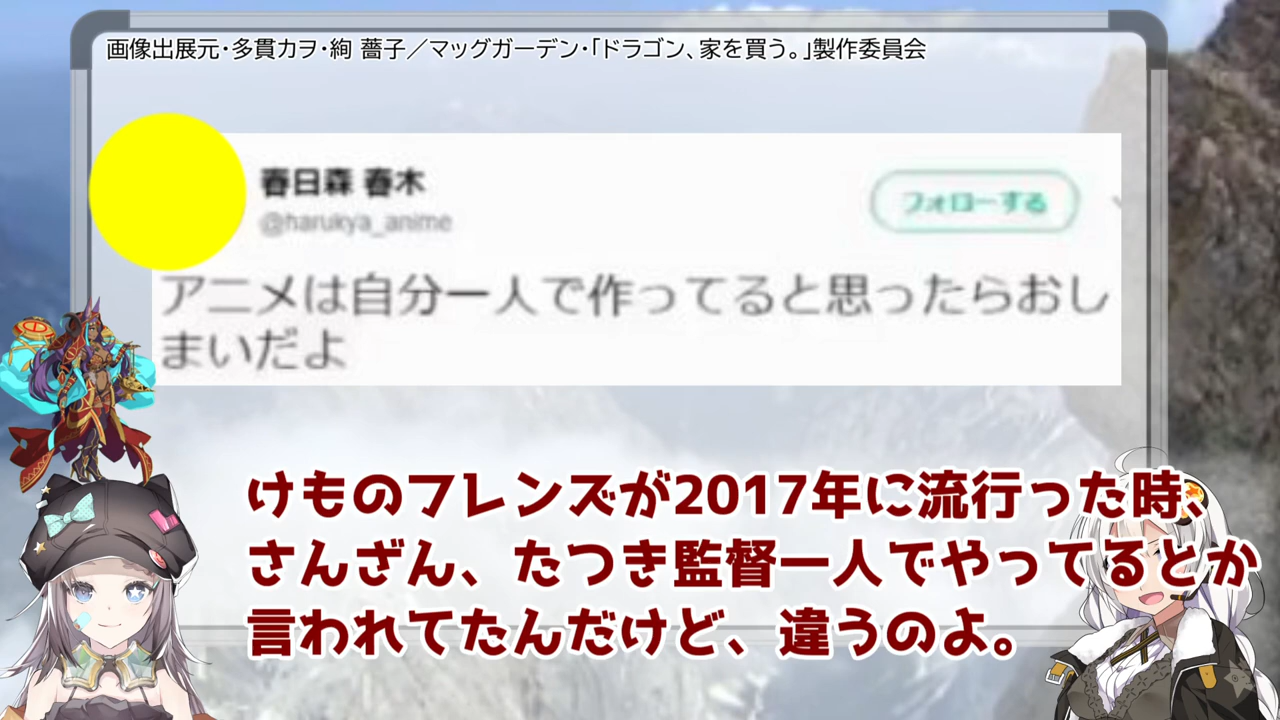 画像出展元・多貫カヲ・絢 薔子／マッグガーデン・「ドラゴン、家を買う。」製作委員会
春日森 春木
@harukya_anime
フォローする
アニメは自分一人で作ってると思ったらおし
まいだよ
けものフレンズが2017年に流行った時、
さんざん、たつき監督一人でやってるとか
言われてたんだけど、違うのよ。